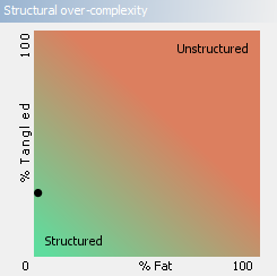 Structural over-complexity
100
Unstructured
% Tangled
Structured
0
% Fat
100